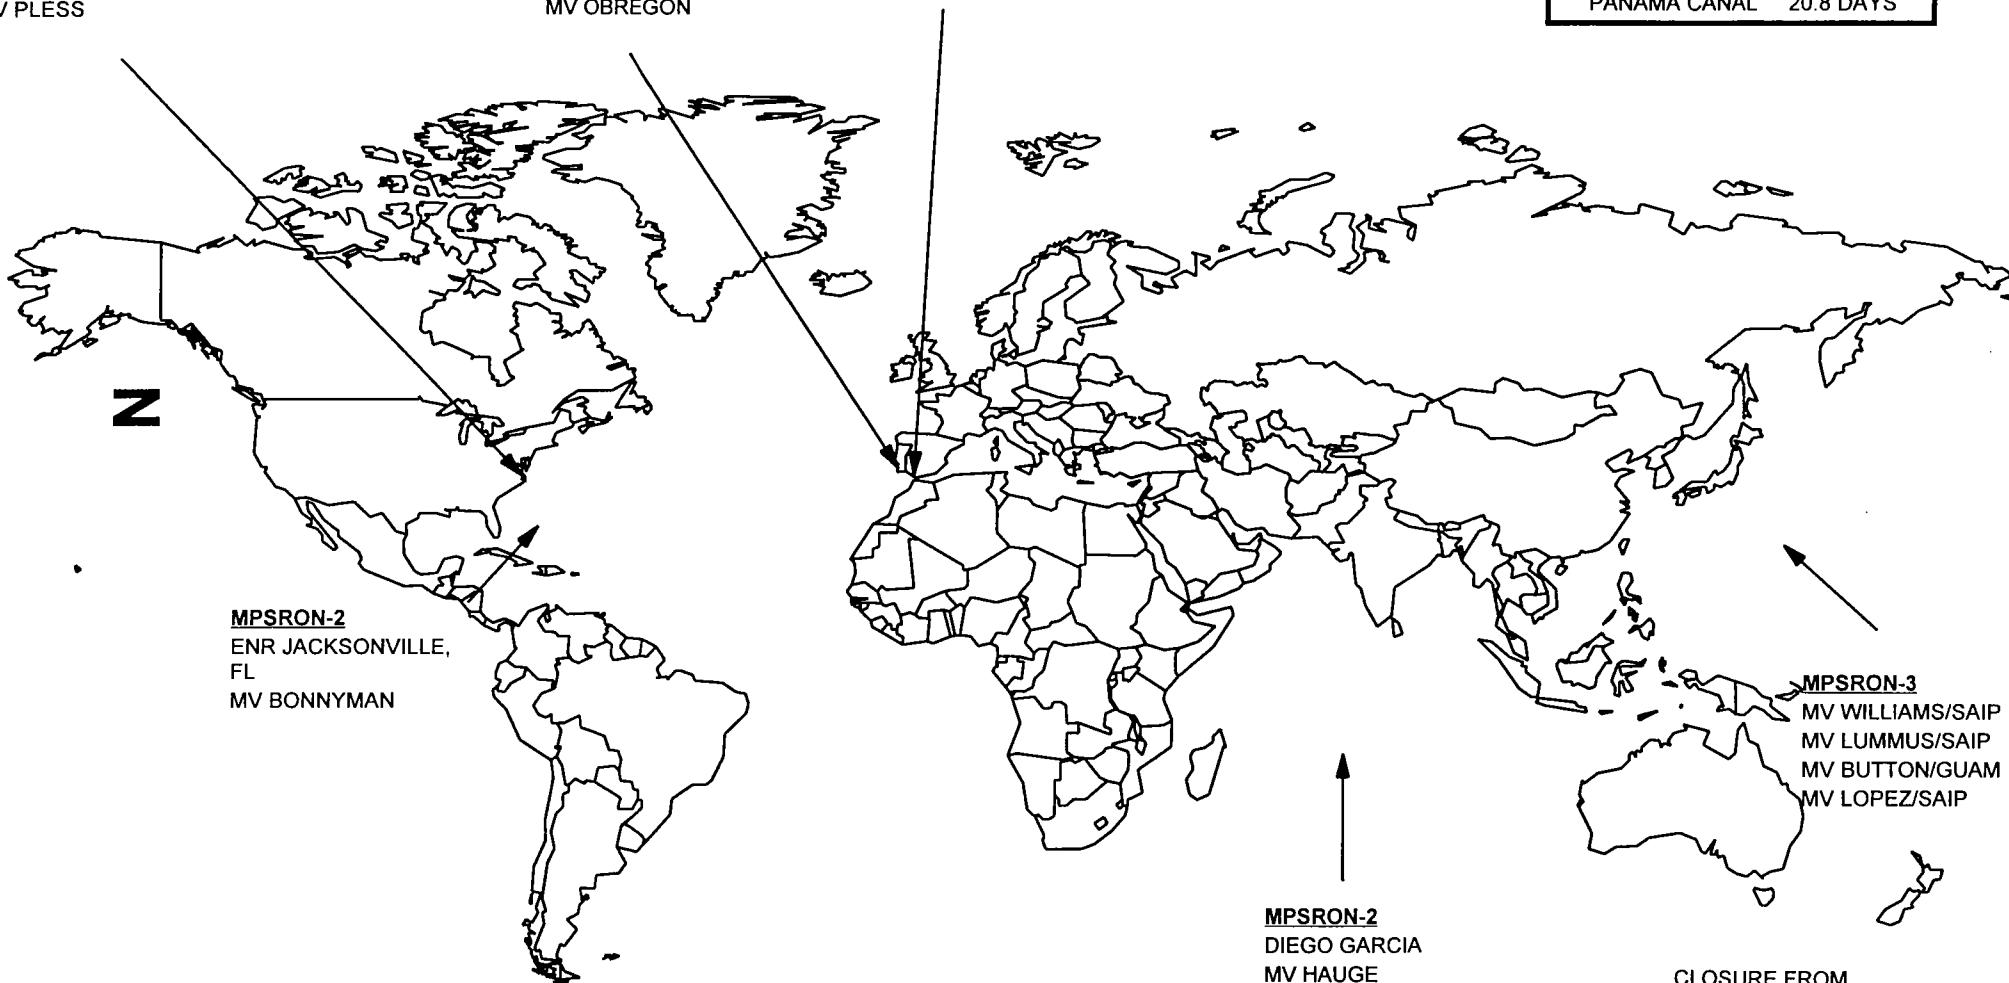 PLESS
MV OBREGON
PANAMA CANAL 20.8 DAYS
N
MPSRON-2
ENR JACKSONVILLE,
FL
MV BONNYMAN
MPSRON-3
MV WILLIAMS/SAIP
MV LUMMUS/SAIP
MV BUTTON/GUAM
MV LOPEZ/SAIP
MPSRON-2
DIEGO GARCIA
MV HAUGE
CLOSURE FROM